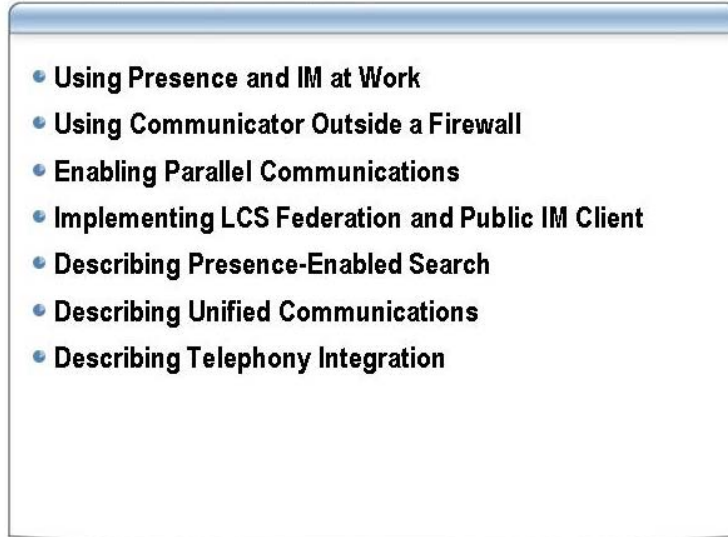 Using Presence and IM at Work
Using Communicator Outside a Firewall
Enabling Parallel Communications
Implementing LCS Federation and Public IM Client
Describing Presence-Enabled Search
Describing Unified Communications
Describing Telephony Integration